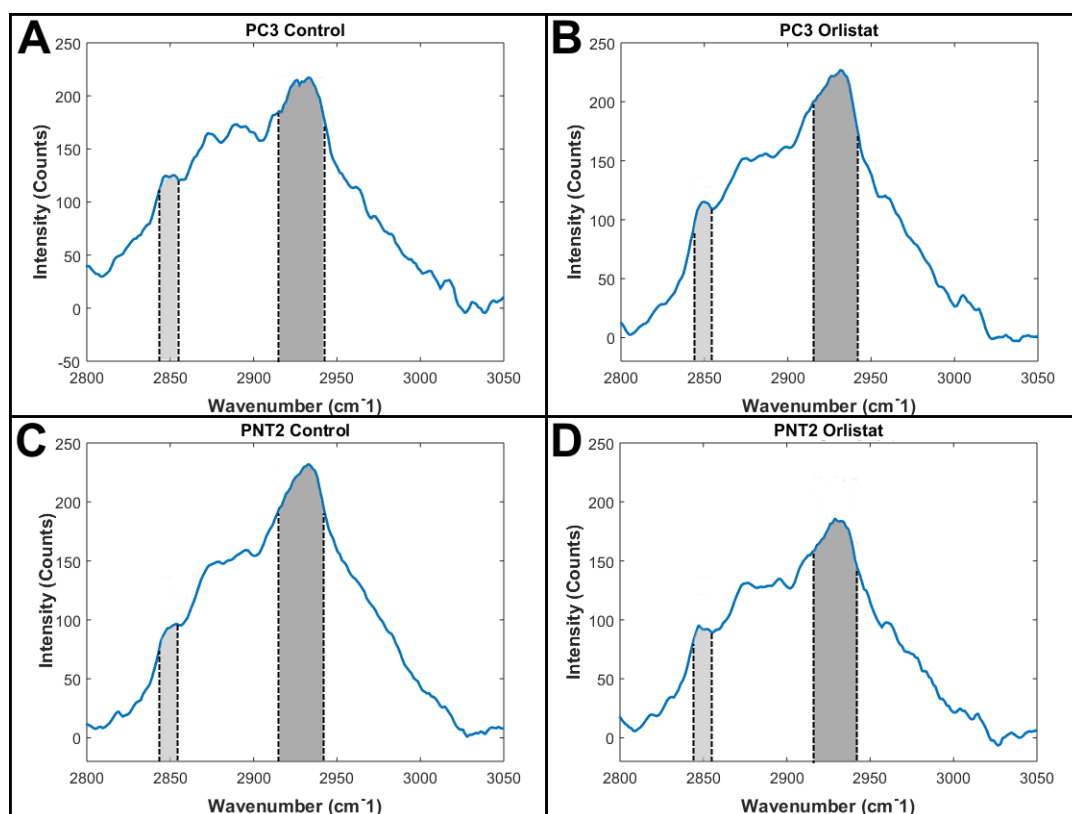 A
PC3 Control
250
200
150
100
50
0
-50
Intensity (Counts)
2800 2850 2900 2950 3000 3050
Wavenumber (cm^-1)
B
PC3 Orlistat
250
200
150
100
50
0
Intensity (Counts)
2800 2850 2900 2950 3000 3050
Wavenumber (cm^-1)
C
PNT2 Control
250
200
150
100
50
0
Intensity (Counts)
2800 2850 2900 2950 3000 3050
Wavenumber (cm^-1)
D
PNT2 Orlistat
250
200
150
100
50
0
Intensity (Counts)
2800 2850 2900 2950 3000 3050
Wavenumber (cm^-1)